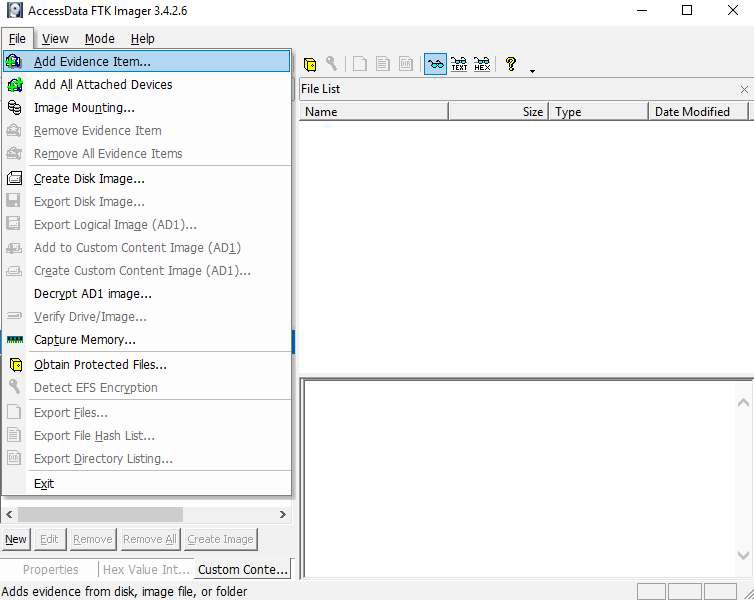 AccessData FTK Imager 3.4.2.6
File View Mode Help
Add Evidence Item...
Add All Attached Devices
Image Mounting...
Remove Evidence Item
Remove All Evidence Items
Create Disk Image...
Export Disk Image...
Export Logical Image (AD1)...
Add to Custom Content Image (AD1)
Create Custom Content Image (AD1)...
Decrypt AD1 image...
Verify Drive/Image...
Capture Memory...
Obtain Protected Files...
Detect EFS Encryption
Export Files...
Export File Hash List...
Export Directory Listing...
Exit
TEXT HEX ?
File List
Name Size Type Date Modified
New Edit Remove Remove All Create Image
Properties Hex Value Int... Custom Conte...
Adds evidence from disk, image file, or folder